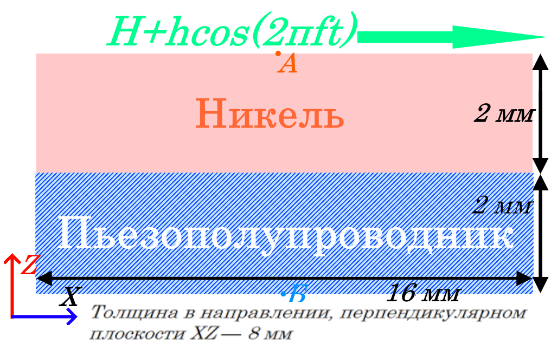 H+hcos(2πft)
A
Никель
2 мм
2 мм
Пьезополупроводник
Z
X
Б
16 мм
Толщина в направлении, перпендикулярном
плоскости XZ — 8 мм